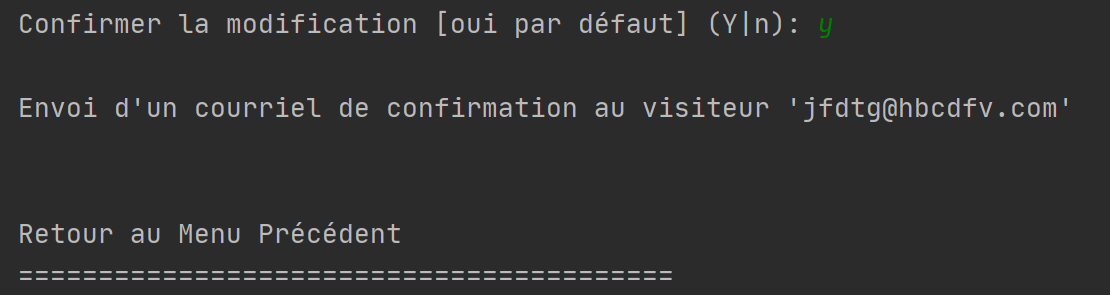 Confirmer la modification [oui par défaut] (Y|n): y
Envoi d'un courriel de confirmation au visiteur 'jfdtg@hbcdfv.com'
Retour au Menu Précédent
=========================================